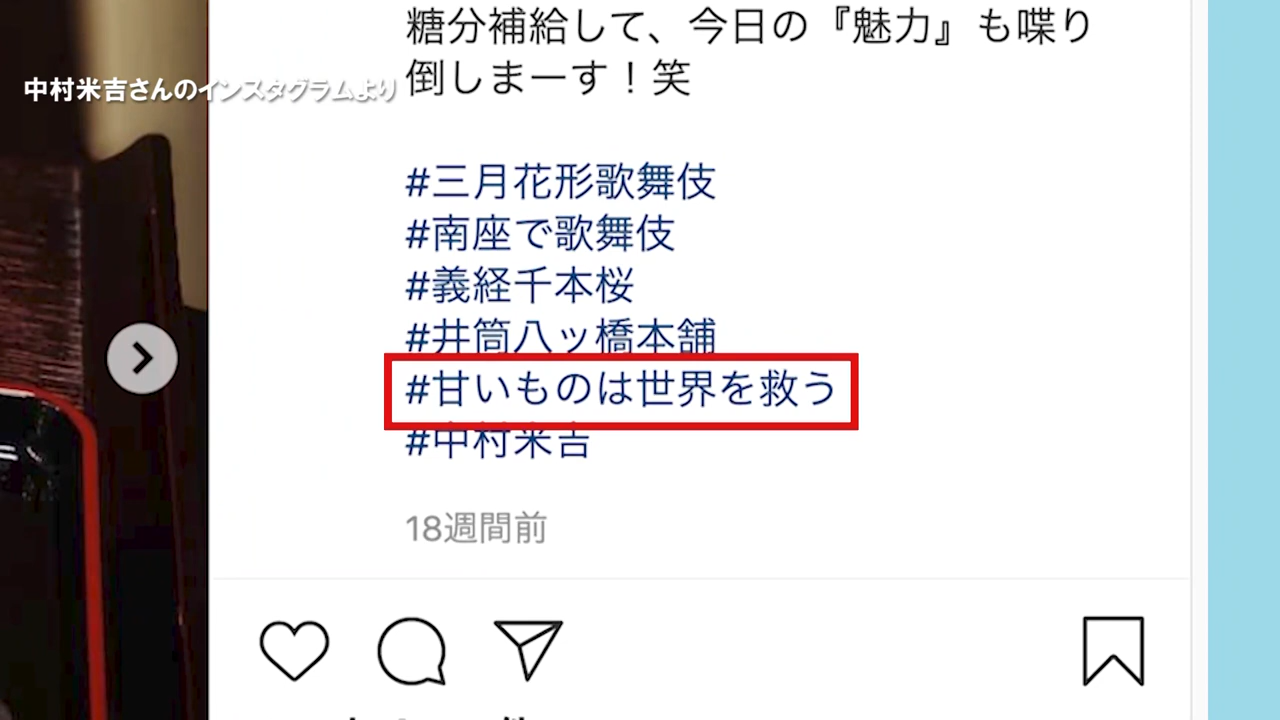 糖分補給して、今日の『魅力』も喋り
倒しまーす！笑
中村米吉さんのインスタグラムより
#三月花形歌舞伎
#南座で歌舞伎
#義経千本桜
#井筒八ッ橋本舗
#甘いものは世界を救う
#中村米吉
18週間前